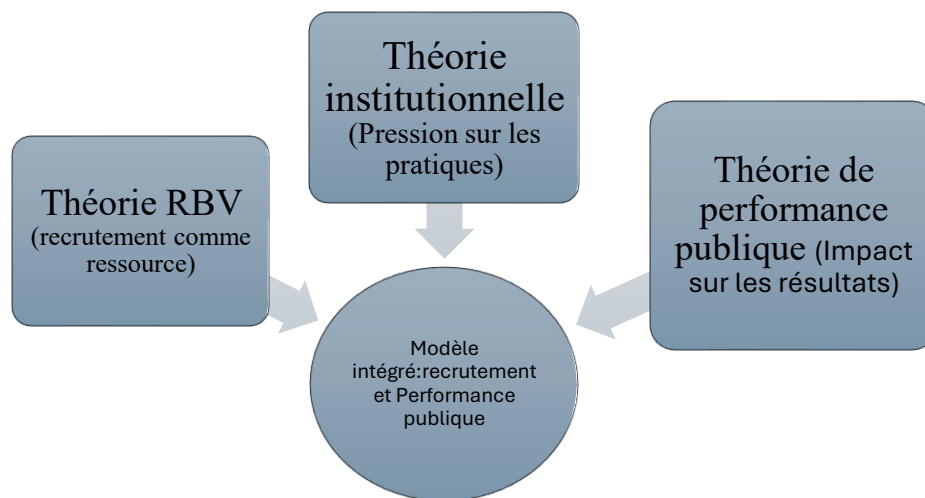 Théorie
institutionnelle
(Pression sur les
pratiques)
Théorie RBV
(recrutement comme
ressource)
Théorie de
performance
publique (Impact
sur les résultats)
Modèle
intégré:recrutement
et Performance
publique